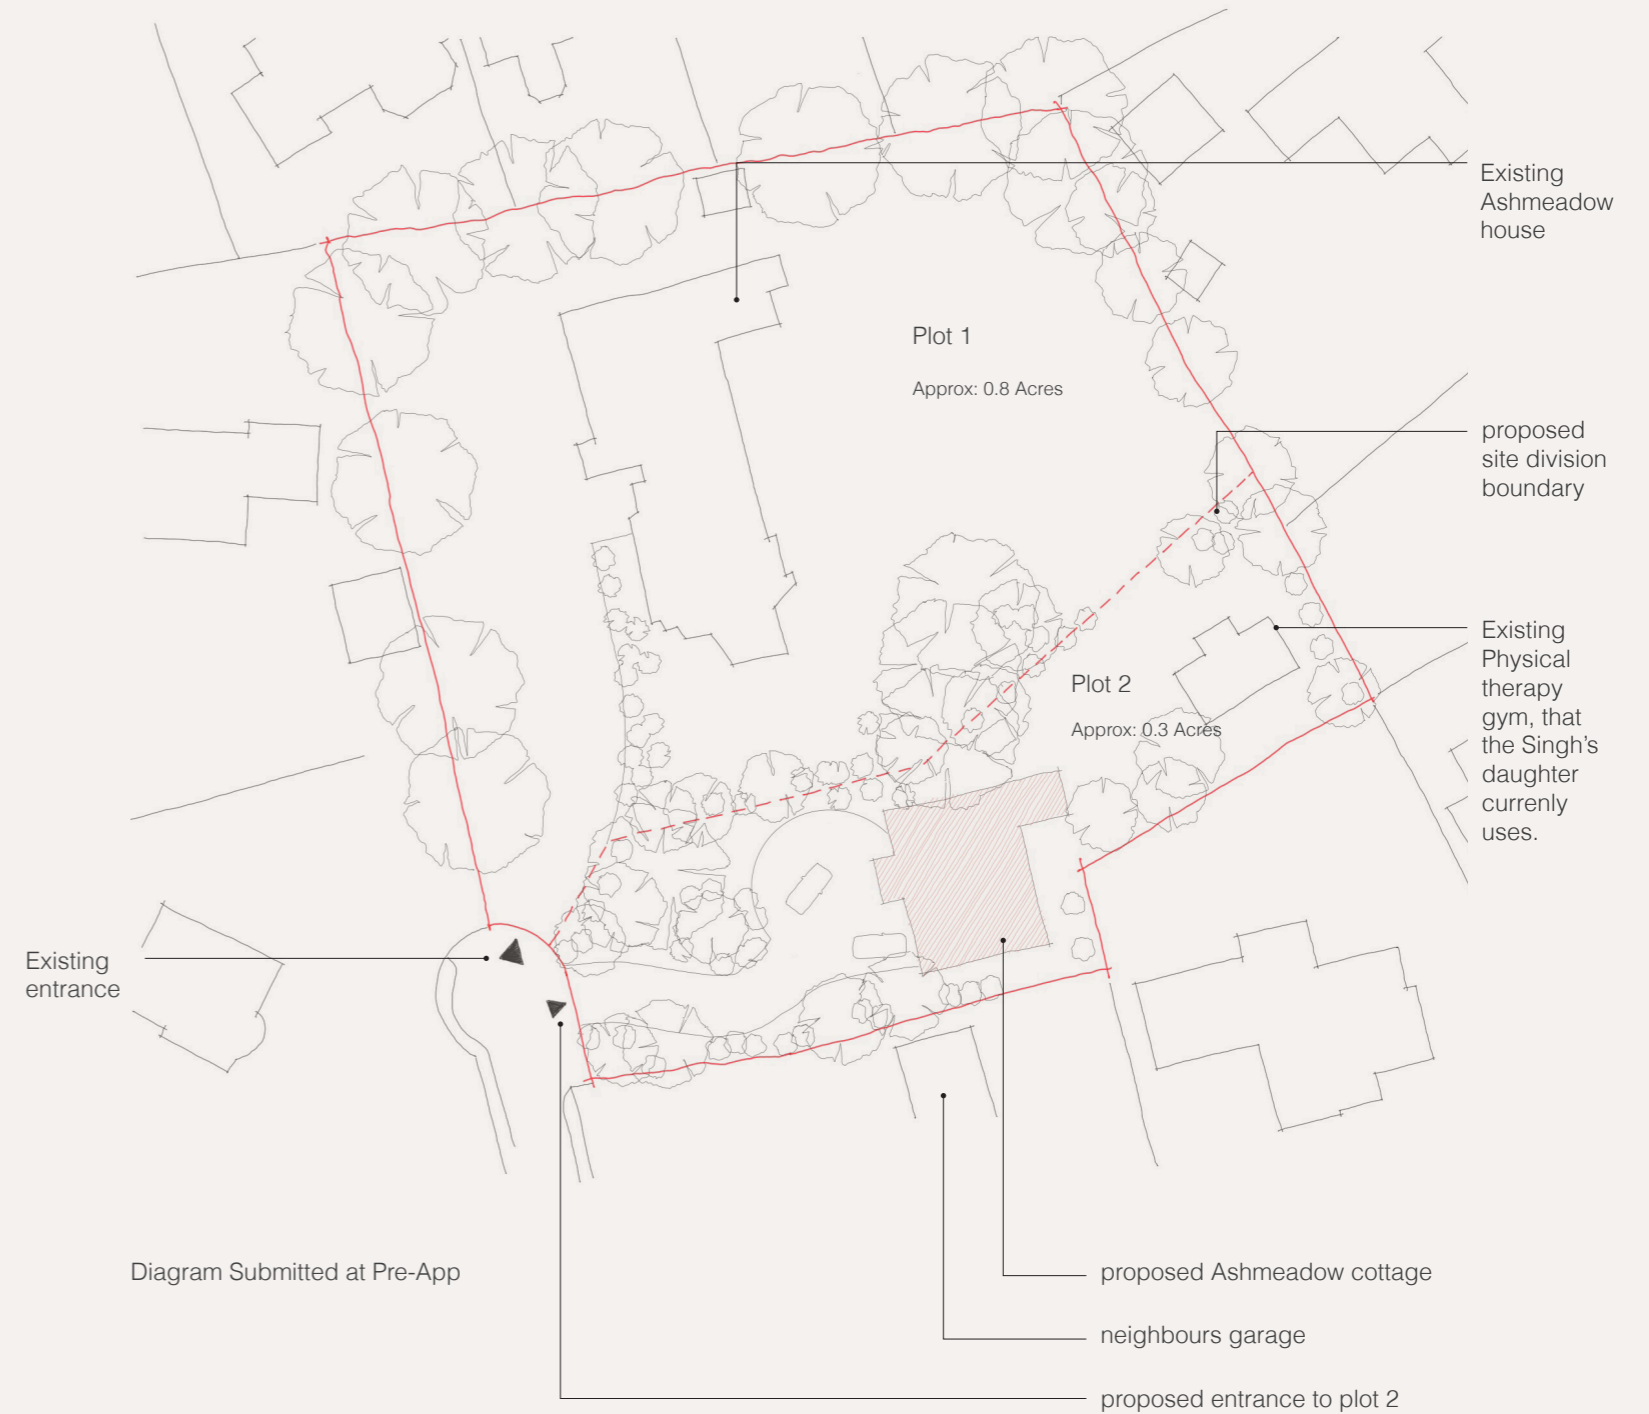 Existing
Ashmeadow
house
Plot 1
Approx: 0.8 Acres
proposed
site division
boundary
Existing
Physical
therapy
gym, that
the Singh's
daughter
currenly
uses.
Plot 2
Approx: 0.3 Acres
Existing
entrance
Diagram Submitted at Pre-App
proposed Ashmeadow cottage
neighbours garage
proposed entrance to plot 2